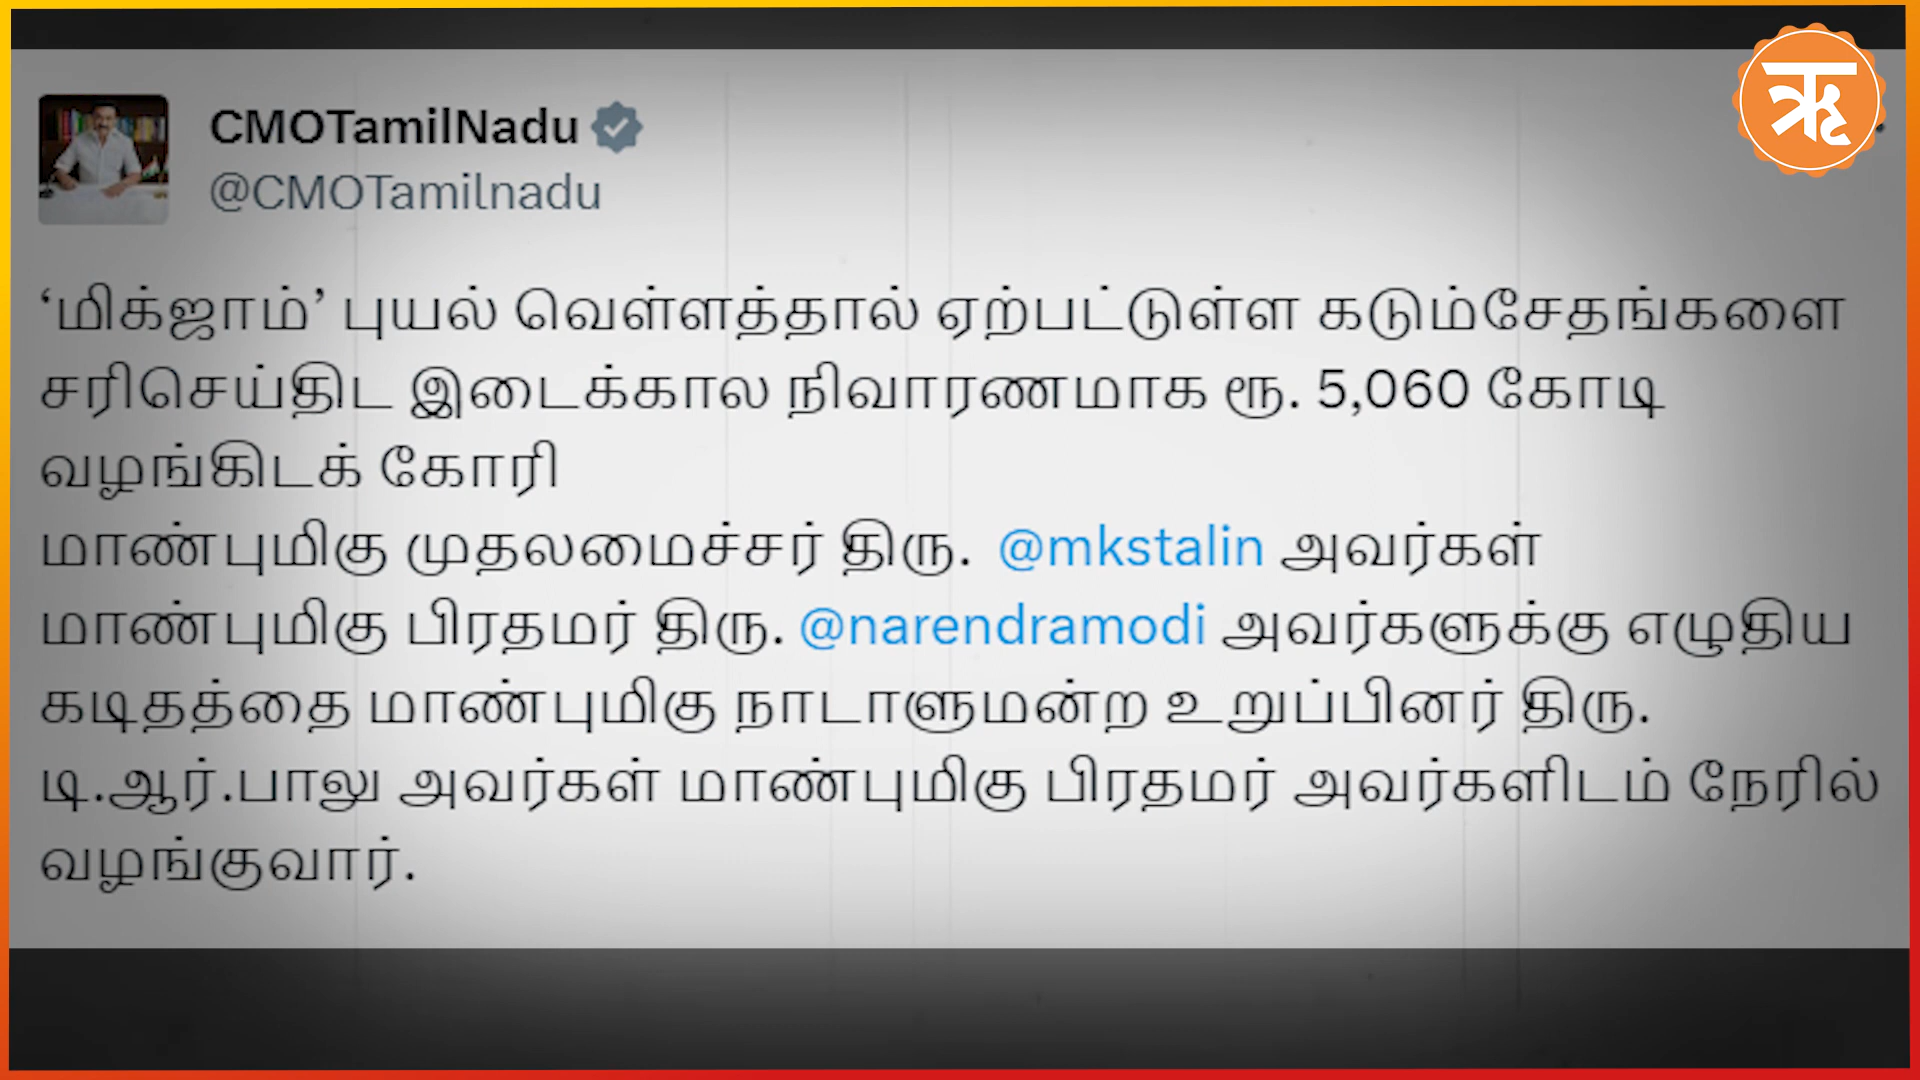 CMOTamilNadu
@CMOTamilnadu
ऋ
‘மிக்ஜாம்’ புயல் வெள்ளத்தால் ஏற்பட்டுள்ள கடும்சேதங்களை
சரிசெய்திட இடைக்கால நிவாரணமாக ரூ. 5,060 கோடி
வழங்கிடக் கோரி
மாண்புமிகு முதலமைச்சர் திரு. @mkstalin அவர்கள்
மாண்புமிகு பிரதமர் திரு. @narendramodi அவர்களுக்கு எழுதிய
கடிதத்தை மாண்புமிகு நாடாளுமன்ற உறுப்பினர் திரு.
டி.ஆர்.பாலு அவர்கள் மாண்புமிகு பிரதமர் அவர்களிடம் நேரில்
வழங்குவார்.